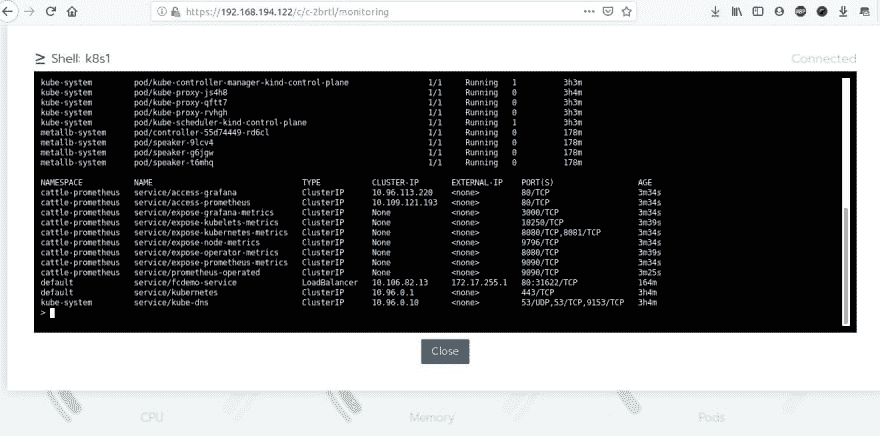 https://192.168.194.122/c/c-2brtl/monitoring
Shell: k8s1 Connected
kube-system pod/kube-controller-manager-kind-control-plane 1/1 Running 1 3h3m
kube-system pod/kube-proxy-js4h8 1/1 Running 0 3h4m
kube-system pod/kube-proxy-qftt7 1/1 Running 0 3h3m
kube-system pod/kube-proxy-rvhgh 1/1 Running 0 3h3m
kube-system pod/kube-scheduler-kind-control-plane 1/1 Running 1 3h3m
metallb-system pod/controller-55d74449-rd6cl 1/1 Running 0 178m
metallb-system pod/speaker-9lcv4 1/1 Running 0 178m
metallb-system pod/speaker-g6jgw 1/1 Running 0 178m
metallb-system pod/speaker-t6mhq 1/1 Running 0 178m
NAMESPACE NAME TYPE CLUSTER-IP EXTERNAL-IP PORT(S) AGE
cattle-prometheus service/access-grafana ClusterIP 10.96.113.220 <none> 80/TCP 3m34s
cattle-prometheus service/access-prometheus ClusterIP 10.109.121.193 <none> 80/TCP 3m34s
cattle-prometheus service/expose-grafana-metrics ClusterIP None <none> 3000/TCP 3m34s
cattle-prometheus service/expose-kubelets-metrics ClusterIP None <none> 10250/TCP 3m39s
cattle-prometheus service/expose-kubernetes-metrics ClusterIP None <none> 8080/TCP,8081/TCP 3m34s
cattle-prometheus service/expose-node-metrics ClusterIP None <none> 9796/TCP 3m34s
cattle-prometheus service/expose-operator-metrics ClusterIP None <none> 8080/TCP 3m39s
cattle-prometheus service/expose-prometheus-metrics ClusterIP None <none> 9090/TCP 3m34s
cattle-prometheus service/prometheus-operated ClusterIP None <none> 9090/TCP 3m25s
default service/fcdemo-service LoadBalancer 10.106.82.13 172.17.255.1 80:31622/TCP 164m
default service/kubernetes ClusterIP 10.96.0.1 <none> 443/TCP 3h4m
kube-system service/kube-dns ClusterIP 10.96.0.10 <none> 53/UDP,53/TCP,9153/TCP 3h4m
>
Close
CPU Memory Pods